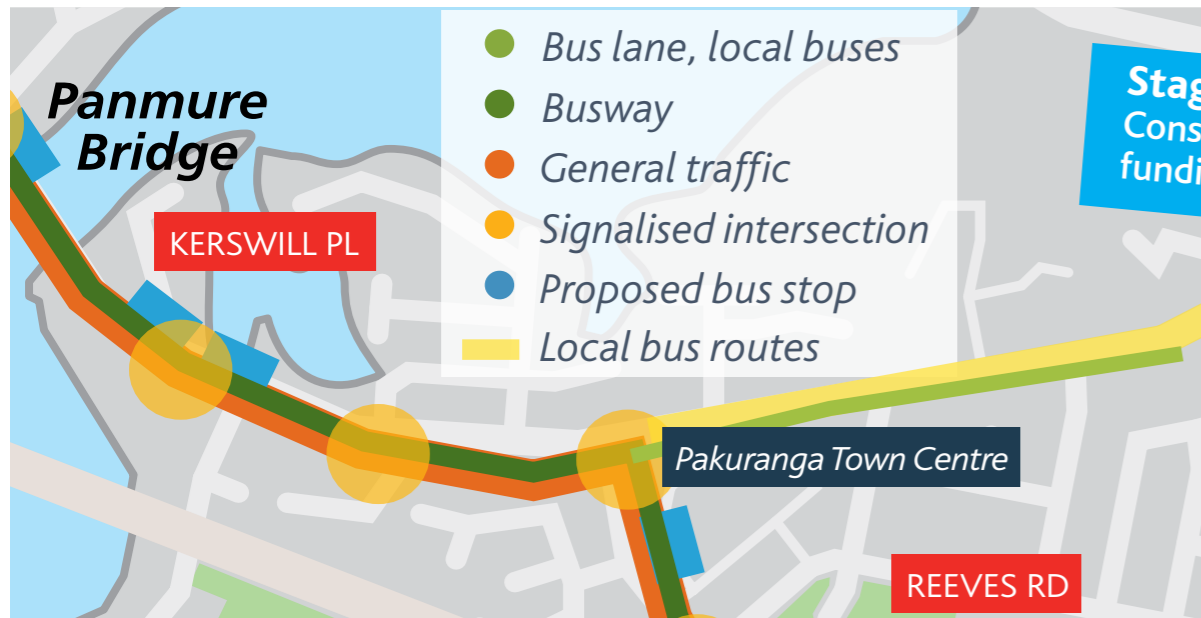 Panmure
Bridge
KERSWILL PL
Bus lane, local buses
Busway
General traffic
Signalised intersection
Proposed bus stop
Local bus routes
Pakuranga Town Centre
REEVES RD